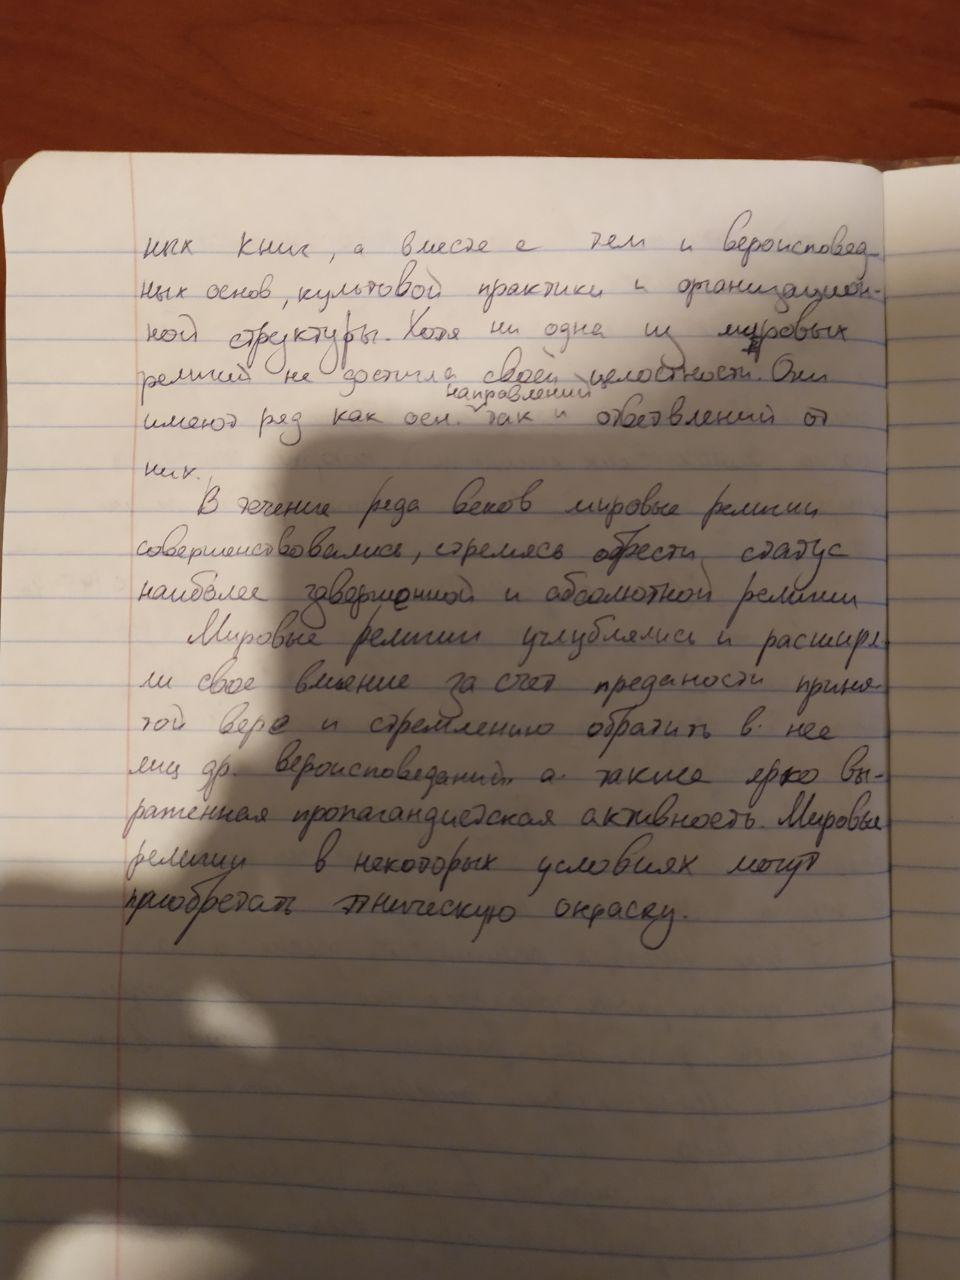 ных книг, а вместе с тем и вероисповед-
ных основ, культовой практики и организацион-
ной структуры. Хотя ни одна из мировых
религий не достигла своей целостности. Они
направлений
имеют ряд как осн. так и ответвлений от
них.
В течение ряда веков мировые религии
совершенствовались, стремясь обрести статус
наиболее завершенной и абсолютной религии
Мировые религии углублялись и расширя-
ли свое влияние за счет преданости приня-
той вере и стремлению обратить в нее
лиц др. вероисповеданий а также ярко вы-
раженная пропагандистская активность. Мировые
религии в некоторых условиях могут
приобретать этническую окраску.